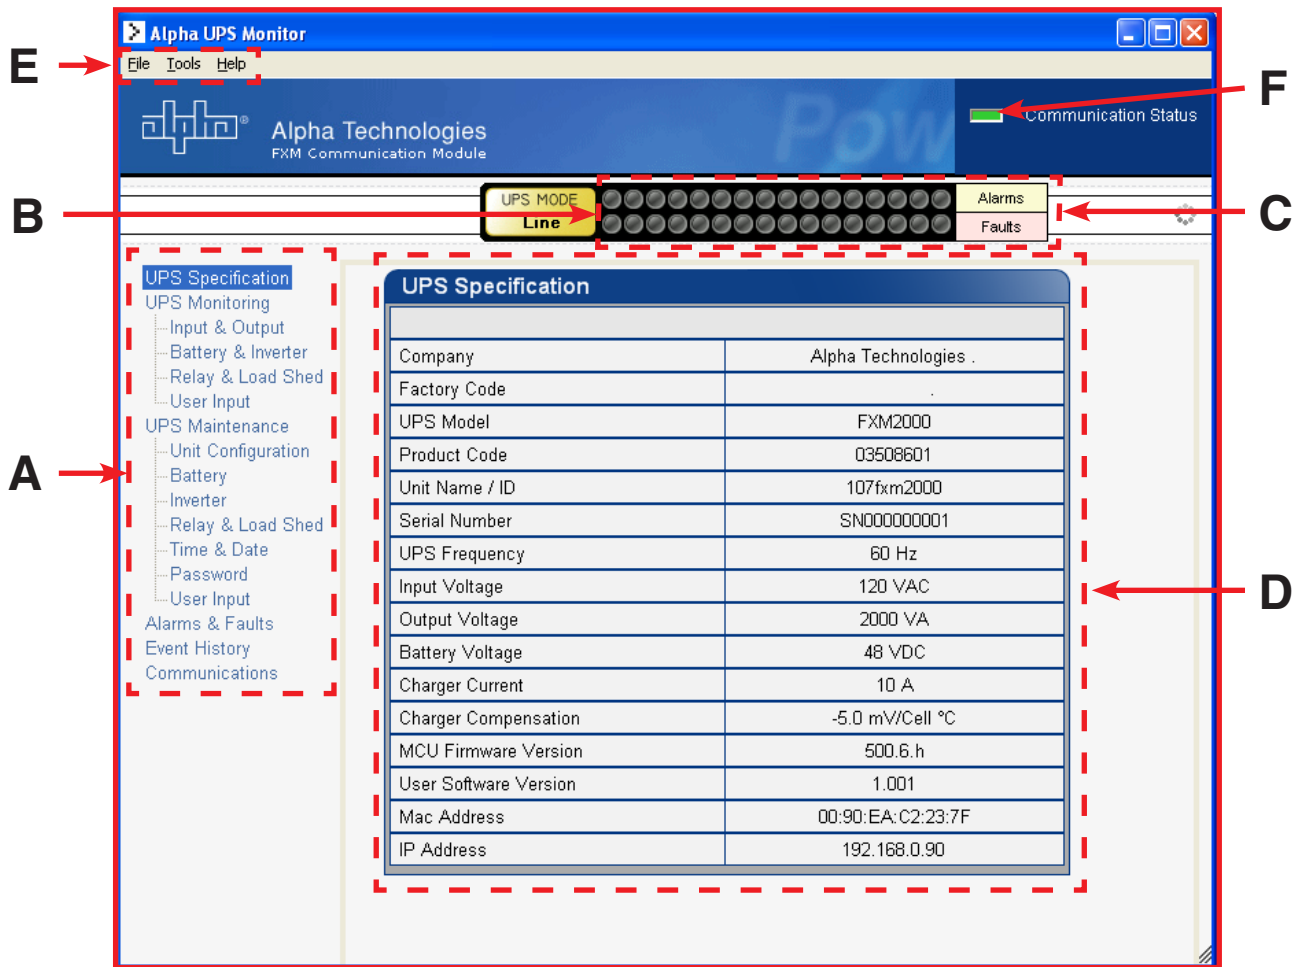 Alpha UPS Monitor
File Tools Help
E
F
alpha®
Alpha Technologies
FXM Communication Module
Pow
Communication Status
B
UPS MODE
Line
Alarms
Faults
C
A
UPS Specification
UPS Monitoring
Input & Output
Battery & Inverter
Relay & Load Shed
User Input
UPS Maintenance
Unit Configuration
Battery
Inverter
Relay & Load Shed
Time & Date
Password
User Input
Alarms & Faults
Event History
Communications
UPS Specification
Company Alpha Technologies .
Factory Code .
UPS Model FXM2000
Product Code 03508601
Unit Name / ID 107fxm2000
Serial Number SN000000001
UPS Frequency 60 Hz
Input Voltage 120 VAC
Output Voltage 2000 VA
Battery Voltage 48 VDC
Charger Current 10 A
Charger Compensation -5.0 mV/Cell °C
MCU Firmware Version 500.6.h
User Software Version 1.001
Mac Address 00:90:EA:C2:23:7F
IP Address 192.168.0.90
D